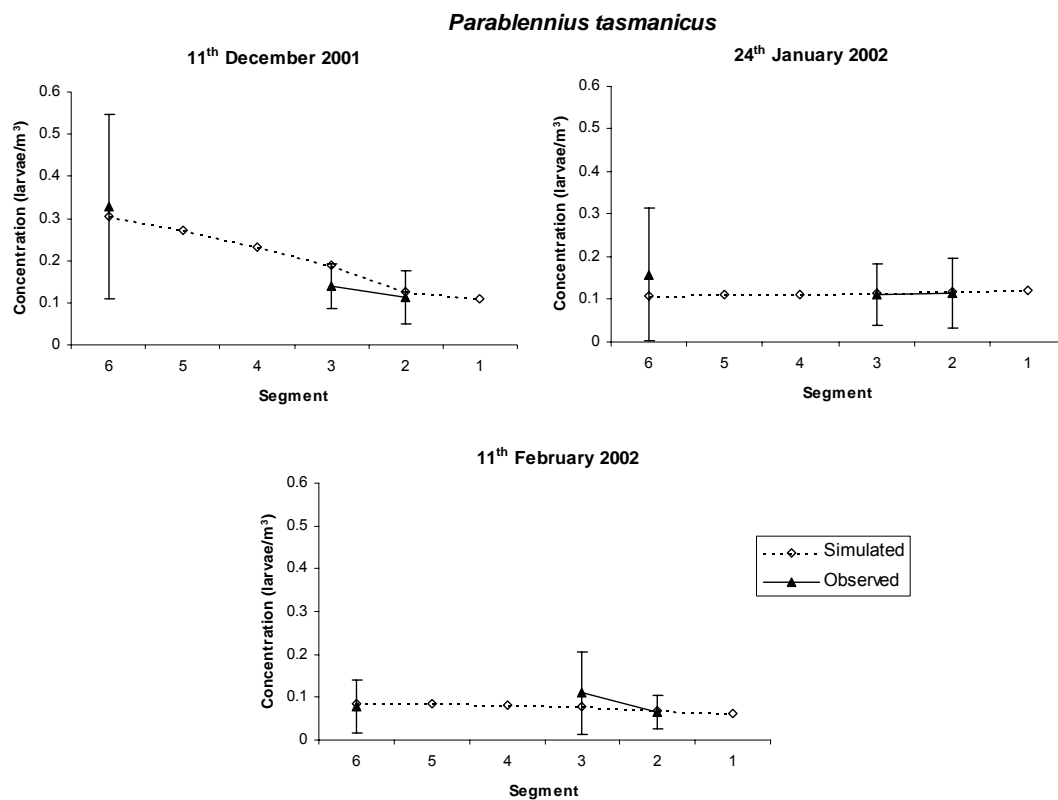 Parablennius tasmanicus
11th December 2001
Concentration (larvae/m³)
0.6
0.5
0.4
0.3
0.2
0.1
0
6 5 4 3 2 1
Segment
24th January 2002
Concentration (larvae/m³)
0.6
0.5
0.4
0.3
0.2
0.1
0
6 5 4 3 2 1
Segment
11th February 2002
Concentration (larvae/m³)
0.6
0.5
0.4
0.3
0.2
0.1
0
6 5 4 3 2 1
Segment
Simulated
Observed